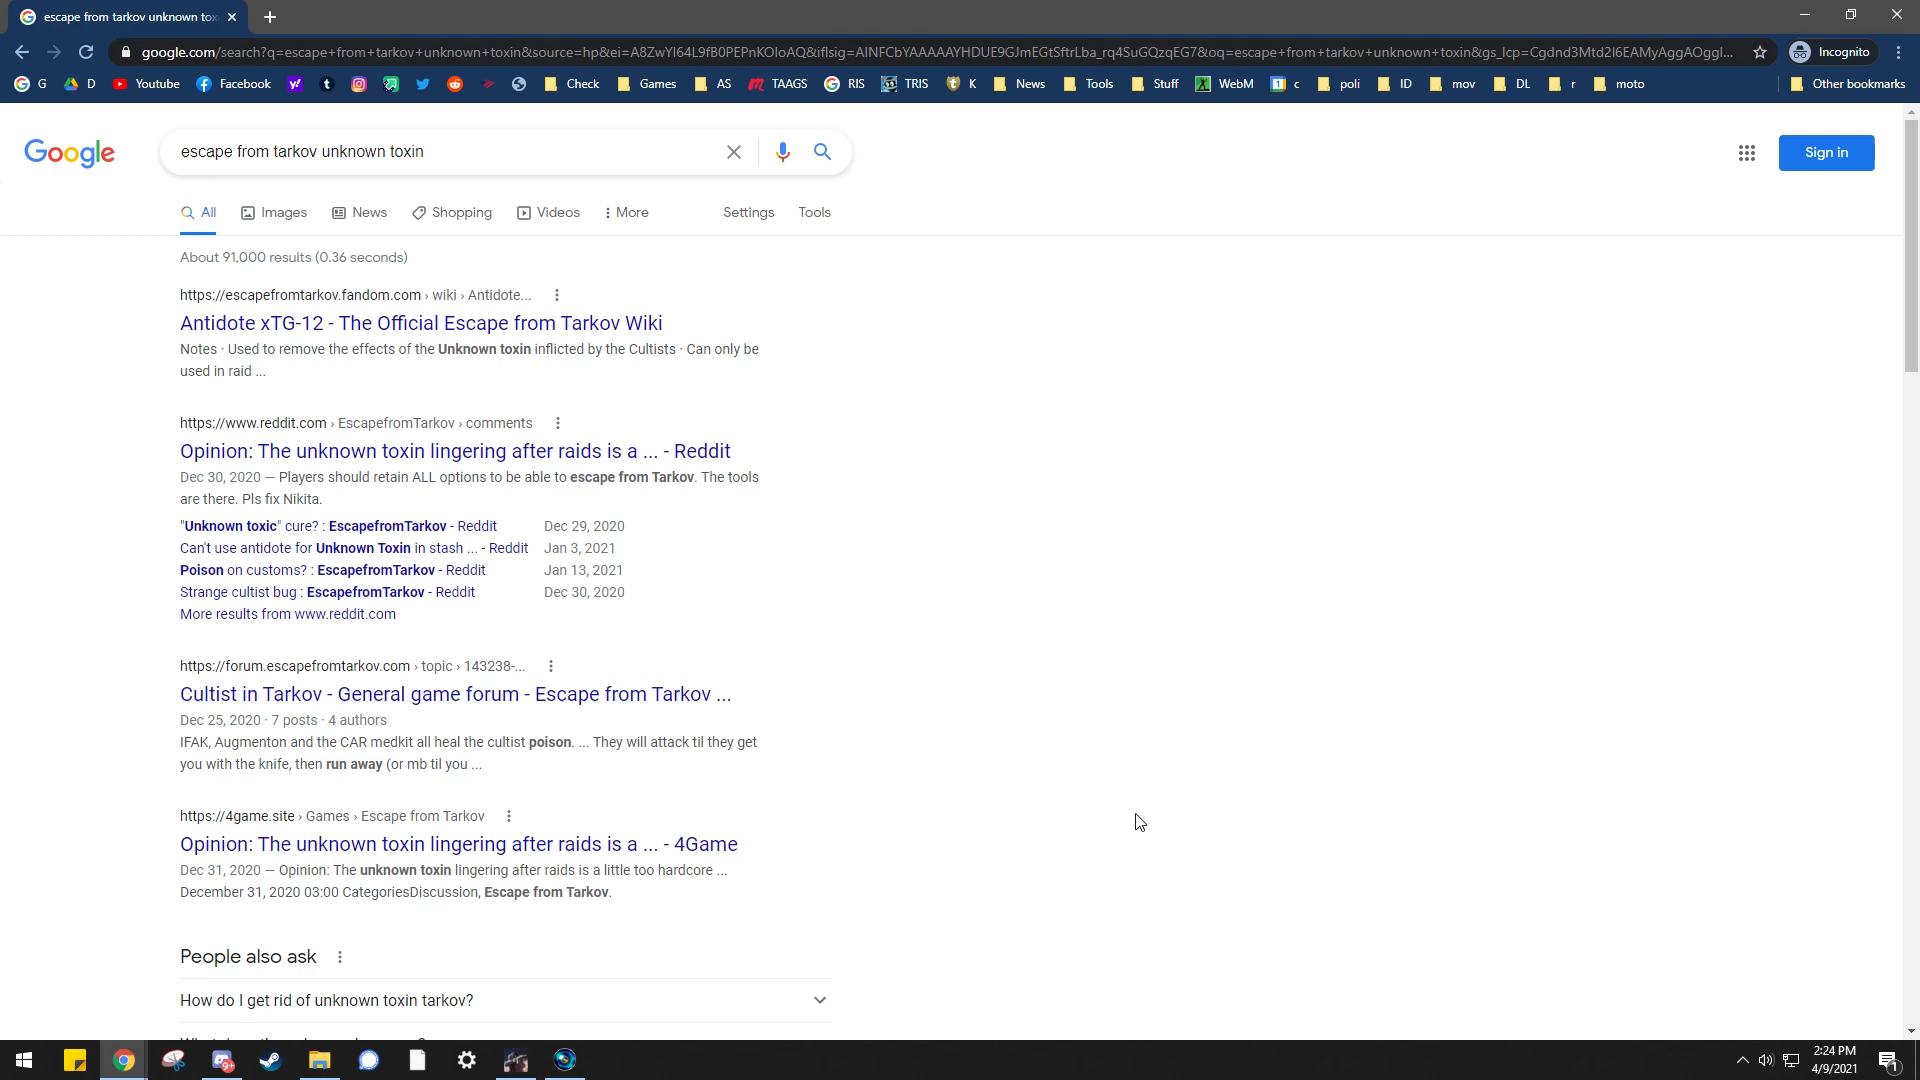 escape from tarkov unknown tox
google.com/search?q=escape+from+tarkov+unknown+toxin&source=hp&ei=A8ZwYI64L9fB0PEPnKOIoAQ&iflsig=AINFCbYAAAAAYHDUE9GJmEGtSftrLba_rq4SuGQzqEG7&oq=escape+from+tarkov+unknown+toxin&gs_lcp=Cgdnd3Mtd2l6EAMyAggAOggI...
Incognito
G D Youtube Facebook Check Games AS TAAGS RIS TRIS K News Tools Stuff WebM c poli ID mov DL r moto Other bookmarks
Google
escape from tarkov unknown toxin
Sign in
All Images News Shopping Videos More Settings Tools
About 91,000 results (0.36 seconds)
https://escapefromtarkov.fandom.com › wiki › Antidote...
Antidote xTG-12 - The Official Escape from Tarkov Wiki
Notes · Used to remove the effects of the Unknown toxin inflicted by the Cultists · Can only be
used in raid ...
https://www.reddit.com › EscapefromTarkov › comments
Opinion: The unknown toxin lingering after raids is a ... - Reddit
Dec 30, 2020 — Players should retain ALL options to be able to escape from Tarkov. The tools
are there. Pls fix Nikita.
"Unknown toxic" cure? : EscapefromTarkov - Reddit Dec 29, 2020
Can't use antidote for Unknown Toxin in stash ... - Reddit Jan 3, 2021
Poison on customs? : EscapefromTarkov - Reddit Jan 13, 2021
Strange cultist bug : EscapefromTarkov - Reddit Dec 30, 2020
More results from www.reddit.com
https://forum.escapefromtarkov.com › topic › 143238-...
Cultist in Tarkov - General game forum - Escape from Tarkov ...
Dec 25, 2020 · 7 posts · 4 authors
IFAK, Augmenton and the CAR medkit all heal the cultist poison. ... They will attack til they get
you with the knife, then run away (or mb til you ...
https://4game.site › Games › Escape from Tarkov
Opinion: The unknown toxin lingering after raids is a ... - 4Game
Dec 31, 2020 — Opinion: The unknown toxin lingering after raids is a little too hardcore ...
December 31, 2020 03:00 CategoriesDiscussion, Escape from Tarkov.
People also ask
How do I get rid of unknown toxin tarkov?
2:24 PM
4/9/2021